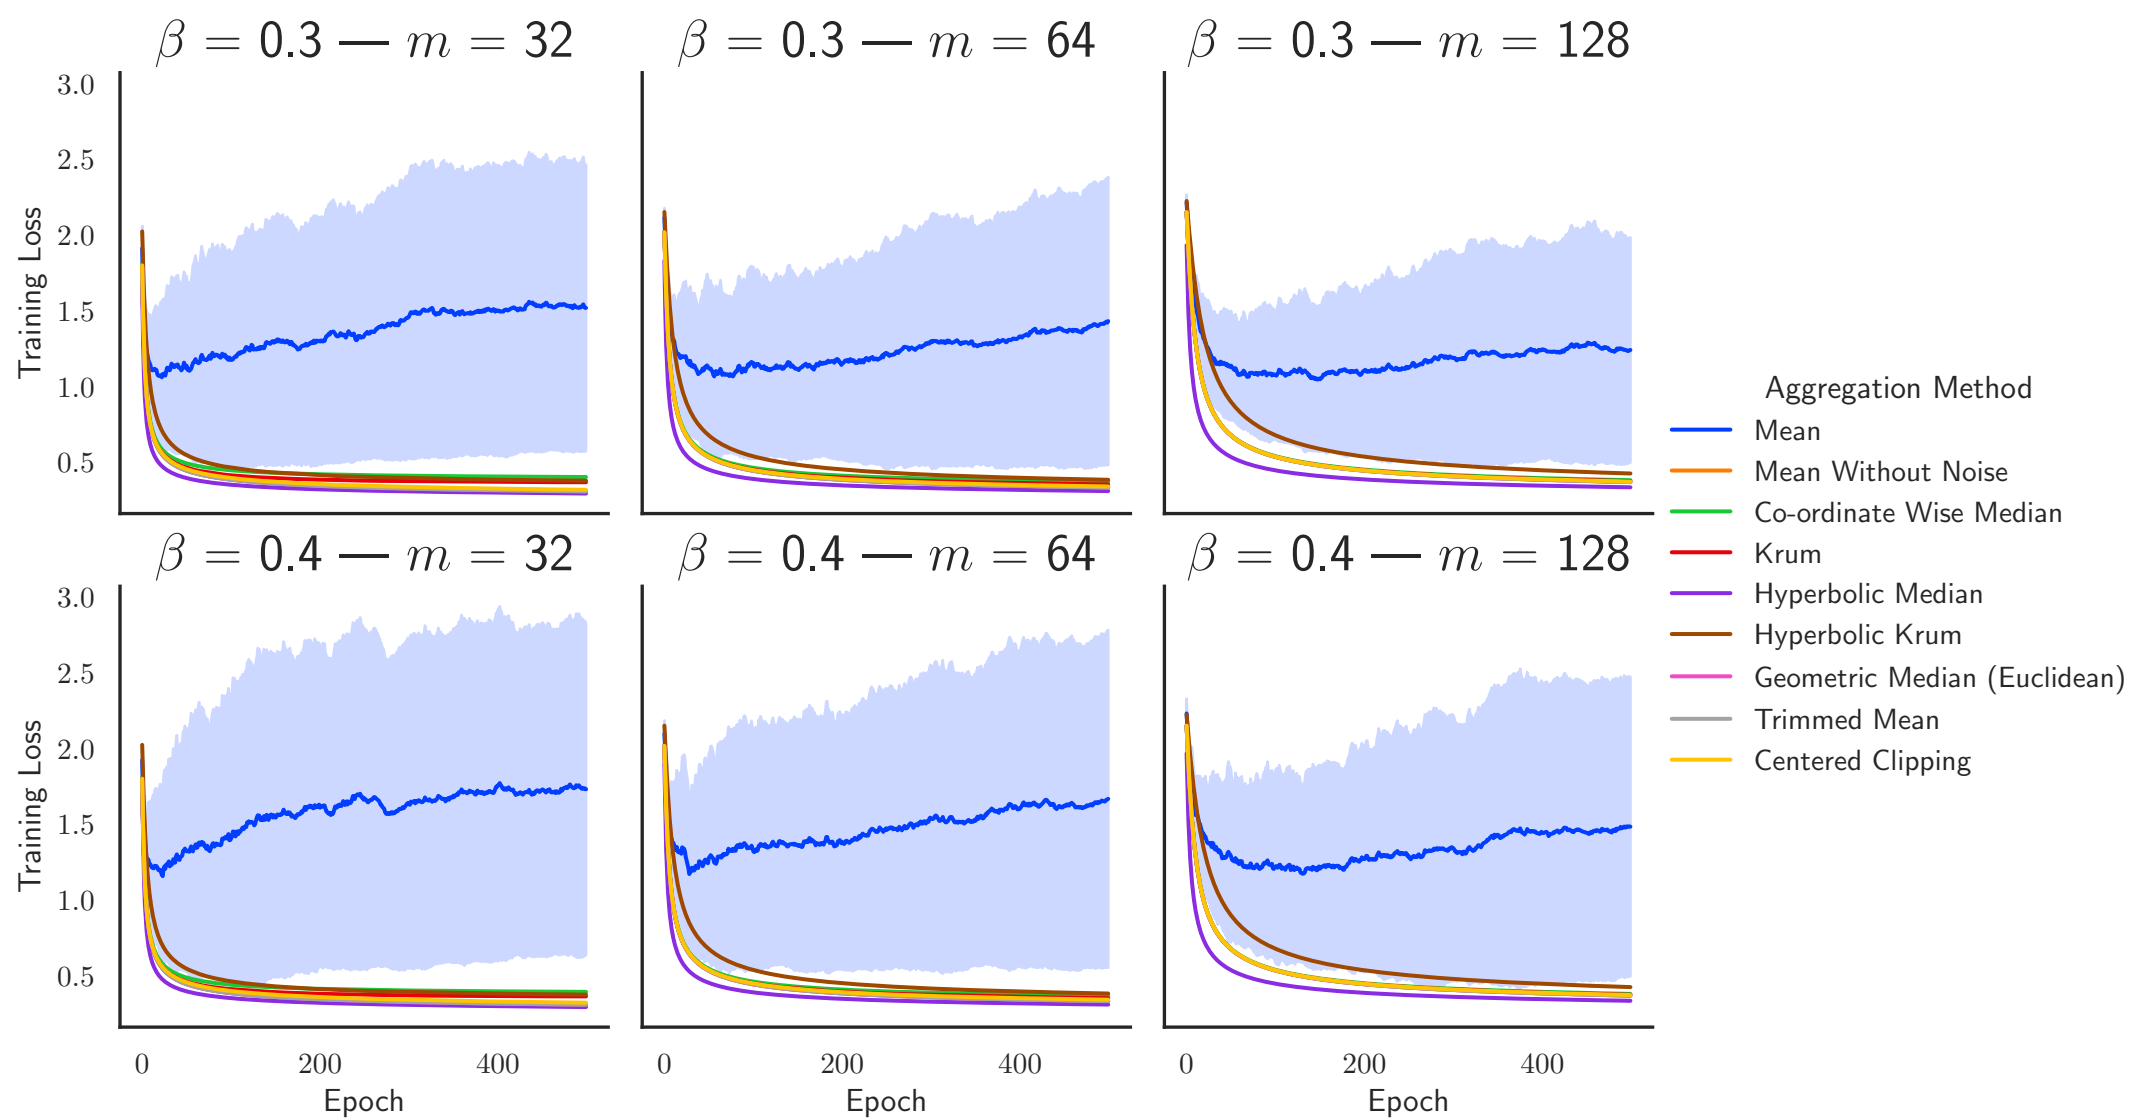 β = 0.3 — m = 32
β = 0.3 — m = 64
β = 0.3 — m = 128
3.0
2.5
2.0
1.5
1.0
0.5
Training Loss
β = 0.4 — m = 32
β = 0.4 — m = 64
β = 0.4 — m = 128
3.0
2.5
2.0
1.5
1.0
0.5
Training Loss
0 200 400
0 200 400
0 200 400
Epoch
Epoch
Epoch
Aggregation Method
Mean
Mean Without Noise
Co-ordinate Wise Median
Krum
Hyperbolic Median
Hyperbolic Krum
Geometric Median (Euclidean)
Trimmed Mean
Centered Clipping